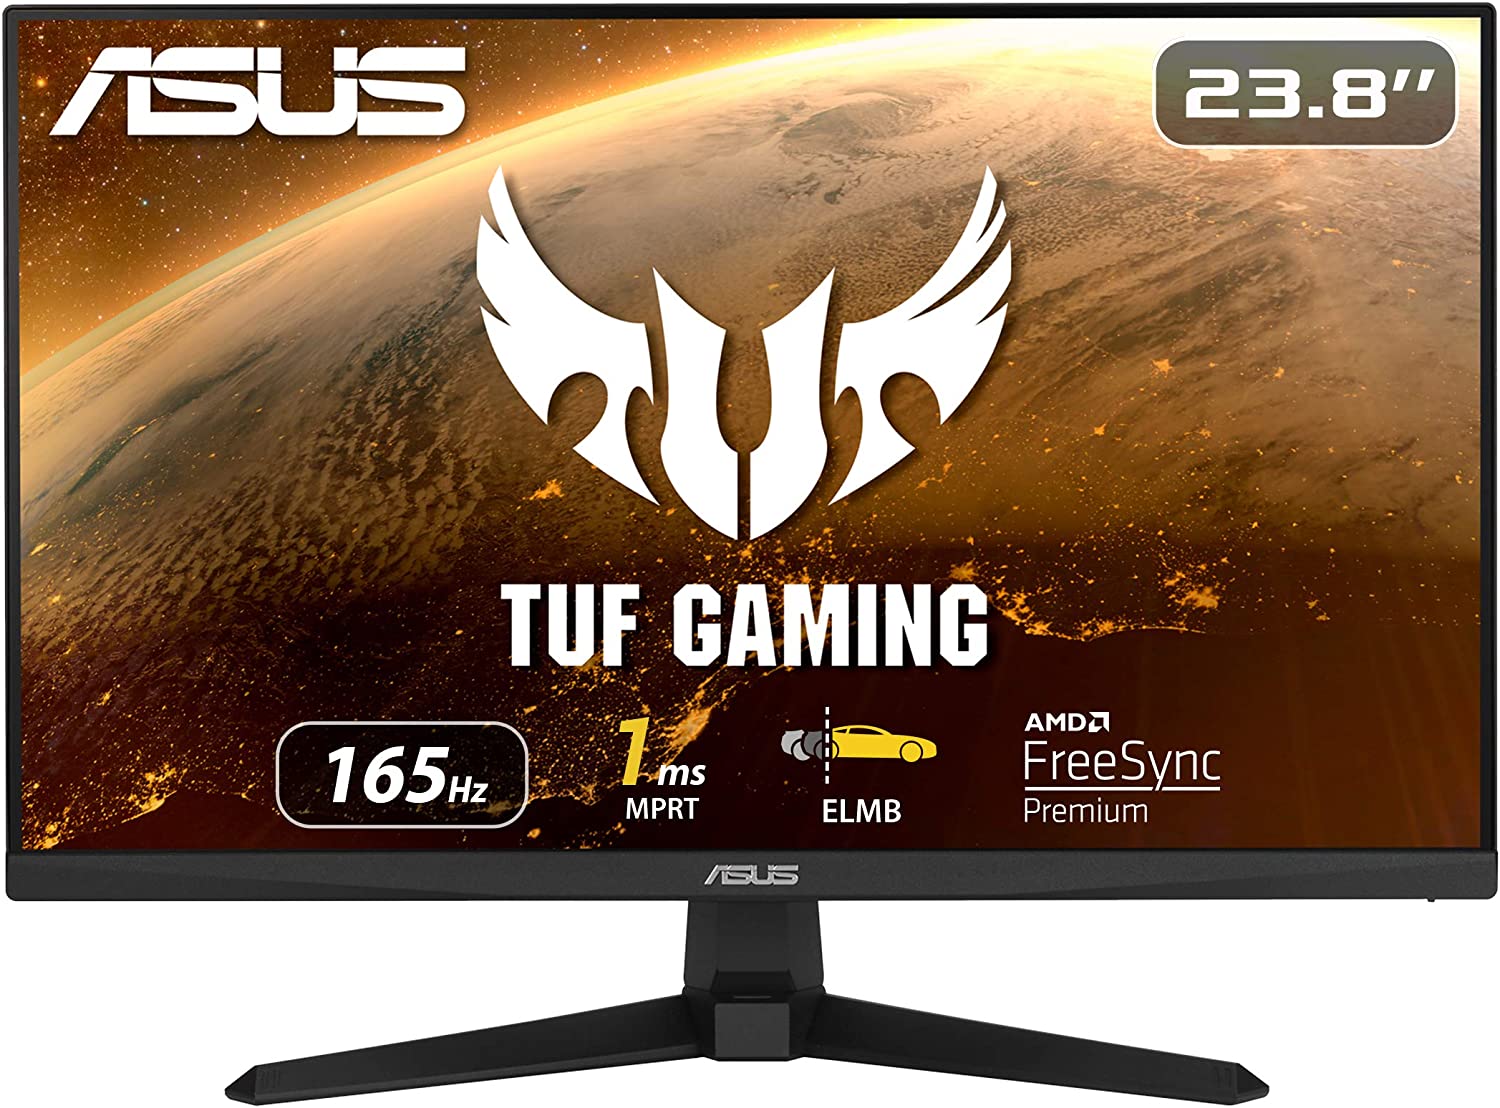 ASUS
23.8″
TUF GAMING
165Hz
1ms
MPRT
ELMB
AMD
FreeSync
Premium
ASUS